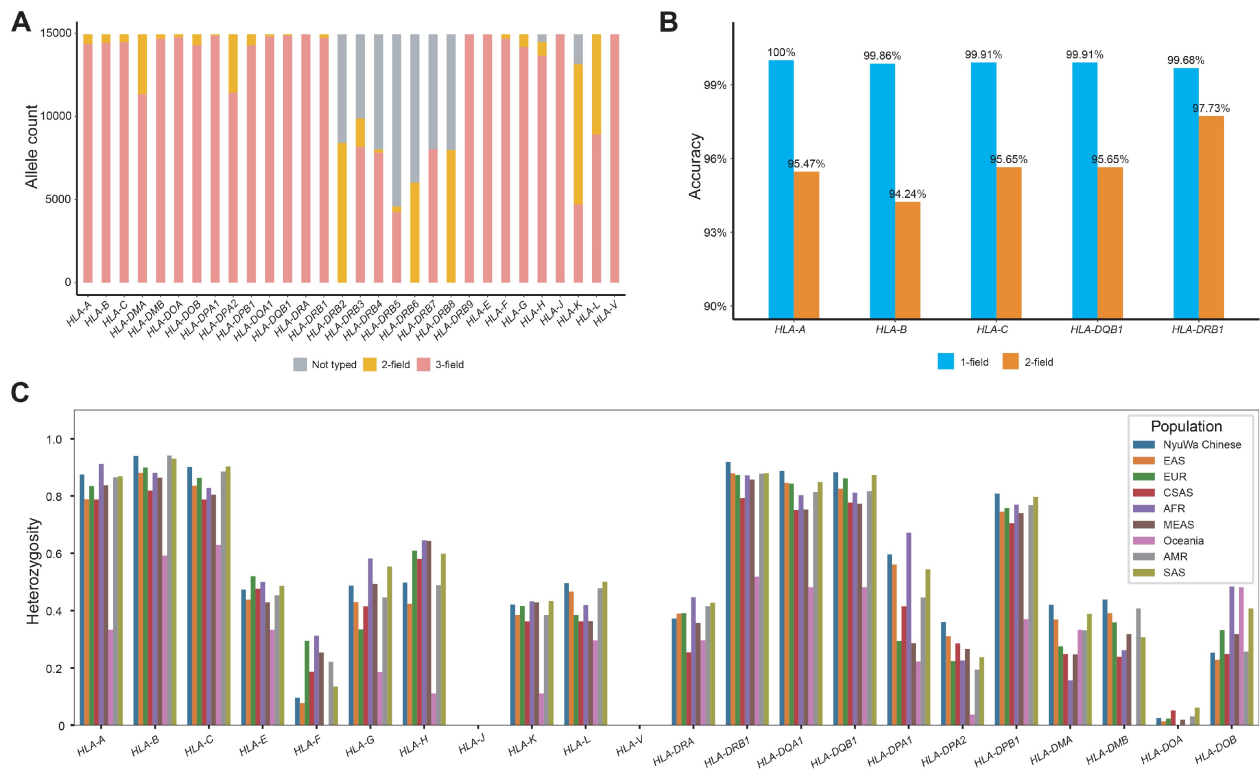 A
15000
10000
5000
0
Allele count
HLA-A
HLA-B
HLA-C
HLA-DMA
HLA-DMB
HLA-DOA
HLA-DOB
HLA-DPA1
HLA-DPA2
HLA-DPB1
HLA-DQA1
HLA-DQB1
HLA-DRA
HLA-DRB1
HLA-DRB2
HLA-DRB3
HLA-DRB4
HLA-DRB5
HLA-DRB6
HLA-DRB7
HLA-DRB8
HLA-DRB9
HLA-E
HLA-F
HLA-G
HLA-H
HLA-J
HLA-K
HLA-L
HLA-V
Not typed 2-field 3-field
B
99%
96%
93%
90%
Accuracy
100%
95.47%
99.86%
94.24%
99.91%
95.65%
99.91%
95.65%
99.68%
97.73%
HLA-A HLA-B HLA-C HLA-DQB1 HLA-DRB1
1-field 2-field
C
1.0
0.8
0.6
0.4
0.2
0
Heterozygosity
Population
NyuWa Chinese
EAS
EUR
CSAS
AFR
MEAS
Oceania
AMR
SAS
HLA-A
HLA-B
HLA-C
HLA-E
HLA-F
HLA-G
HLA-H
HLA-J
HLA-K
HLA-L
HLA-V
HLA-DRA
HLA-DRB1
HLA-DQA1
HLA-DQB1
HLA-DPA1
HLA-DPA2
HLA-DPB1
HLA-DMA
HLA-DMB
HLA-DOA
HLA-DOB